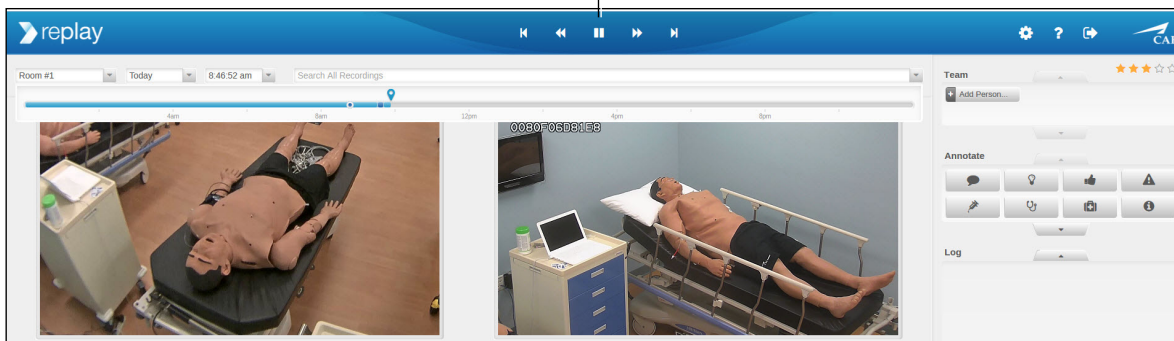 replay
CAE
Room #1 Today 8:46:52 am Search All Recordings
4am 8am 12pm 4pm 8pm
0080F06D81E8
Team
Add Person...
Annotate
Log